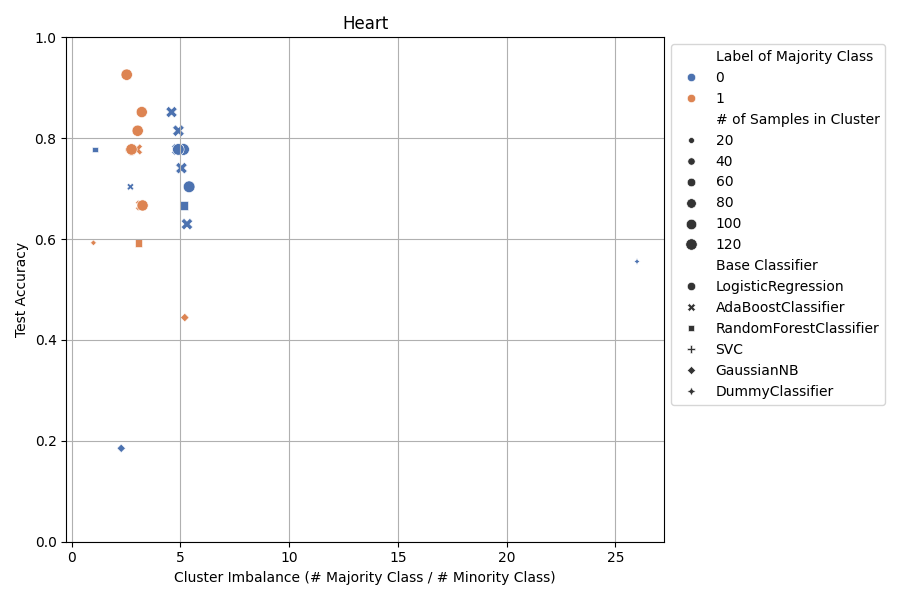 Heart
1.0
0.8
0.6
0.4
0.2
0.0
Test Accuracy
0
5
10
15
20
25
Cluster Imbalance (# Majority Class / # Minority Class)
Label of Majority Class
0
1
# of Samples in Cluster
20
40
60
80
100
120
Base Classifier
LogisticRegression
AdaBoostClassifier
RandomForestClassifier
SVC
GaussianNB
DummyClassifier